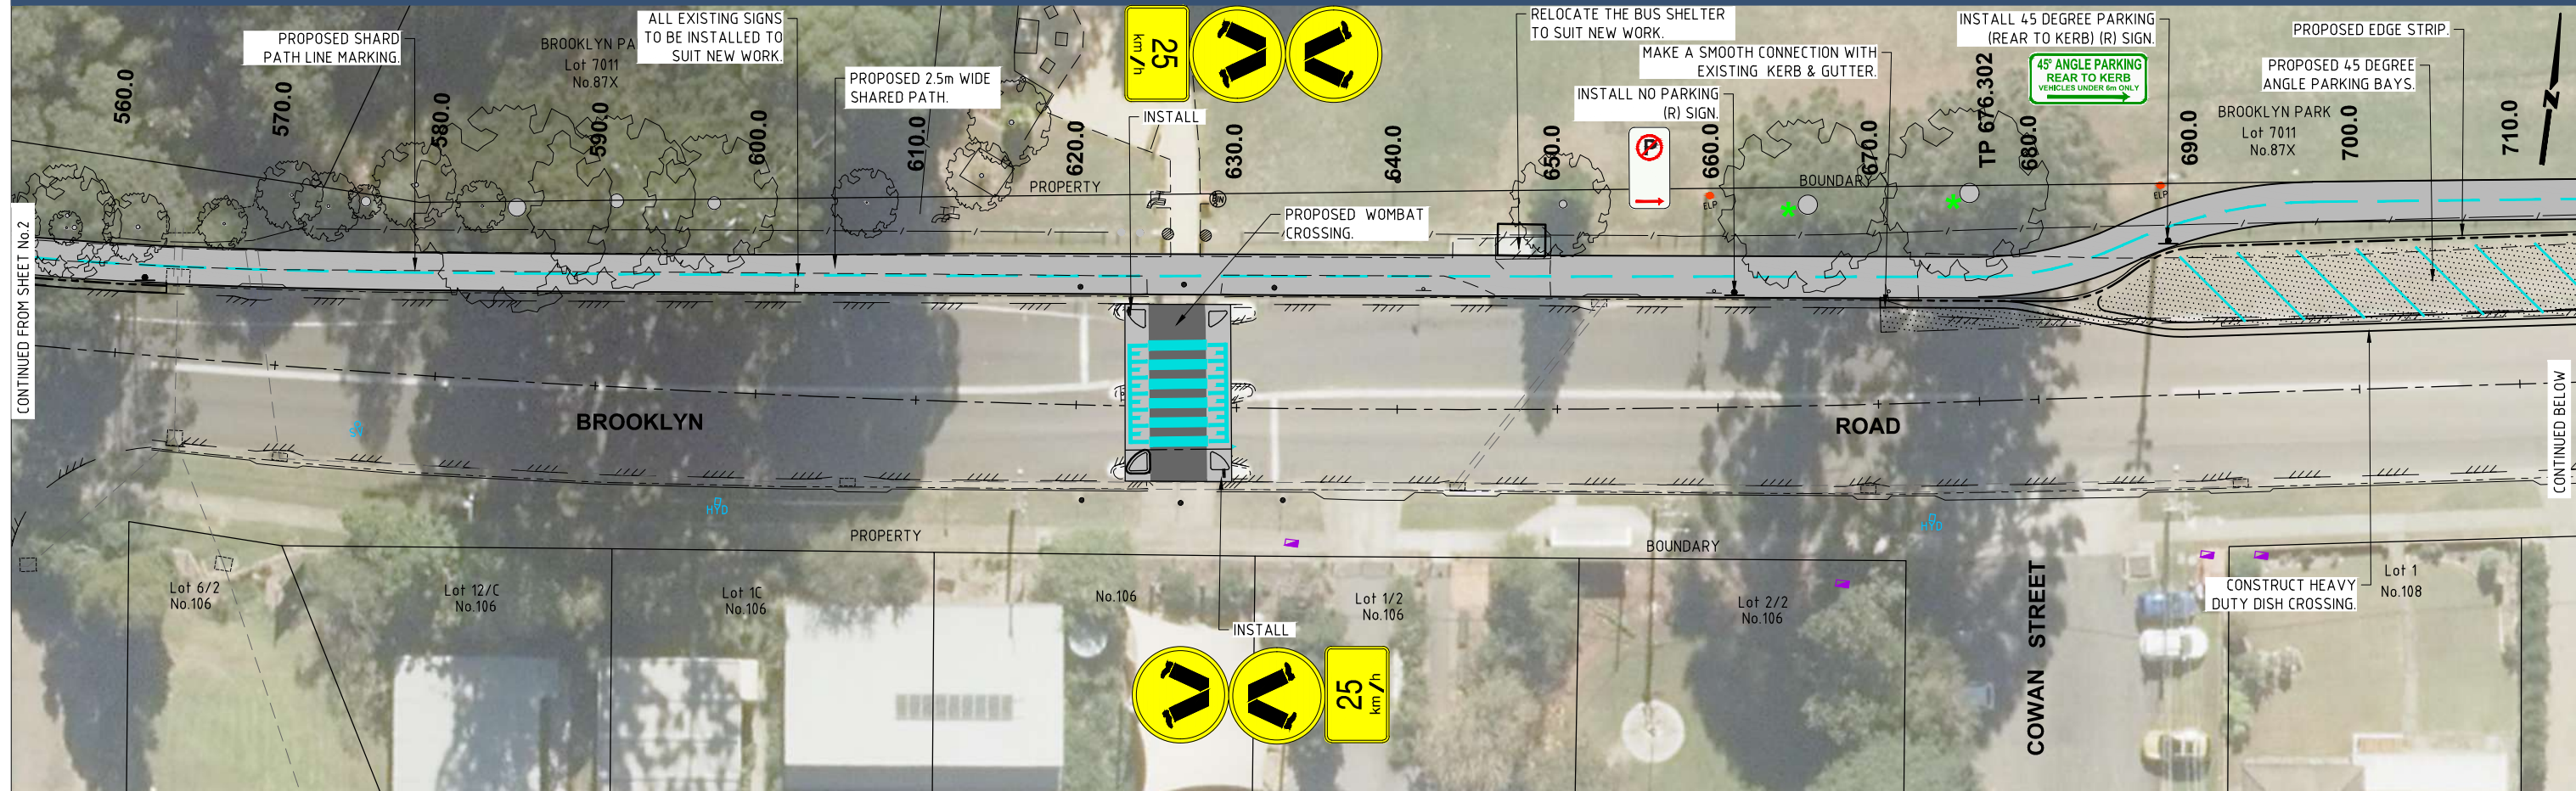 PROPOSED SHARD
PATH LINE MARKING.
BROOKLYN PA
Lot 7011
No.87X
ALL EXISTING SIGNS
TO BE INSTALLED TO
SUIT NEW WORK.
PROPOSED 2.5m WIDE
SHARED PATH.
25
km/h
INSTALL
RELOCATE THE BUS SHELTER
TO SUIT NEW WORK.
MAKE A SMOOTH CONNECTION WITH
EXISTING KERB & GUTTER.
INSTALL NO PARKING
(R) SIGN.
P
INSTALL 45 DEGREE PARKING
(REAR TO KERB) (R) SIGN.
45° ANGLE PARKING
REAR TO KERB
VEHICLES UNDER 6m ONLY
PROPOSED EDGE STRIP.
PROPOSED 45 DEGREE
ANGLE PARKING BAYS.
BROOKLYN PARK
Lot 7011
No.87X
N
560.0
570.0
580.0
590.0
600.0
610.0
620.0
630.0
640.0
650.0
660.0
670.0
TP 676.302
680.0
690.0
700.0
710.0
PROPERTY
BOUNDARY
BIN
ELP
ELP
PROPOSED WOMBAT
CROSSING.
CONTINUED FROM SHEET No.2
CONTINUED BELOW
BROOKLYN
ROAD
SV
HYD
HYD
PROPERTY
BOUNDARY
Lot 6/2
No.106
Lot 12/C
No.106
Lot 1C
No.106
No.106
Lot 1/2
No.106
Lot 2/2
No.106
COWAN STREET
CONSTRUCT HEAVY
DUTY DISH CROSSING.
Lot 1
No.108
INSTALL
25
km/h